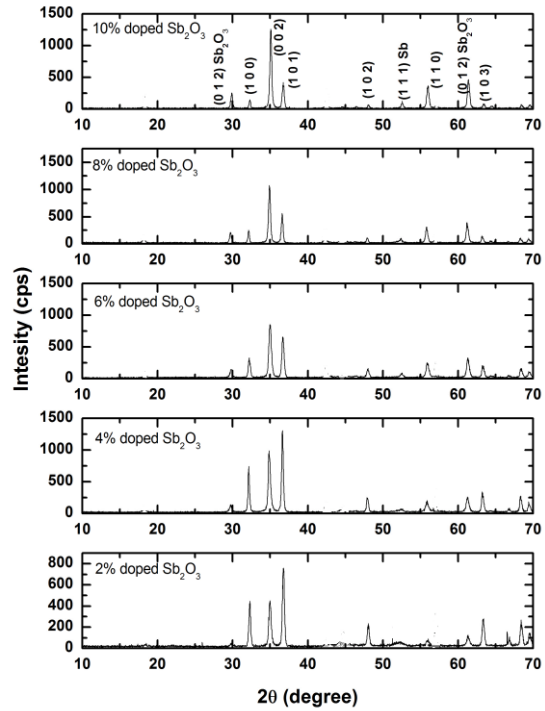 1500
1000
500
0
10% doped Sb₂O₃
(0 1 2) Sb₂O₃
(1 0 0)
(0 0 2)
(1 0 1)
(1 0 2)
(1 1 1) Sb
(1 1 0)
(0 1 2) Sb₂O₃
(1 0 3)
10 20 30 40 50 60 70
1500
1000
500
0
8% doped Sb₂O₃
10 20 30 40 50 60 70
Intesity (cps)
1500
1000
500
0
6% doped Sb₂O₃
10 20 30 40 50 60 70
1500
1000
500
0
4% doped Sb₂O₃
10 20 30 40 50 60 70
800
600
400
200
0
2% doped Sb₂O₃
10 20 30 40 50 60 70
2θ (degree)